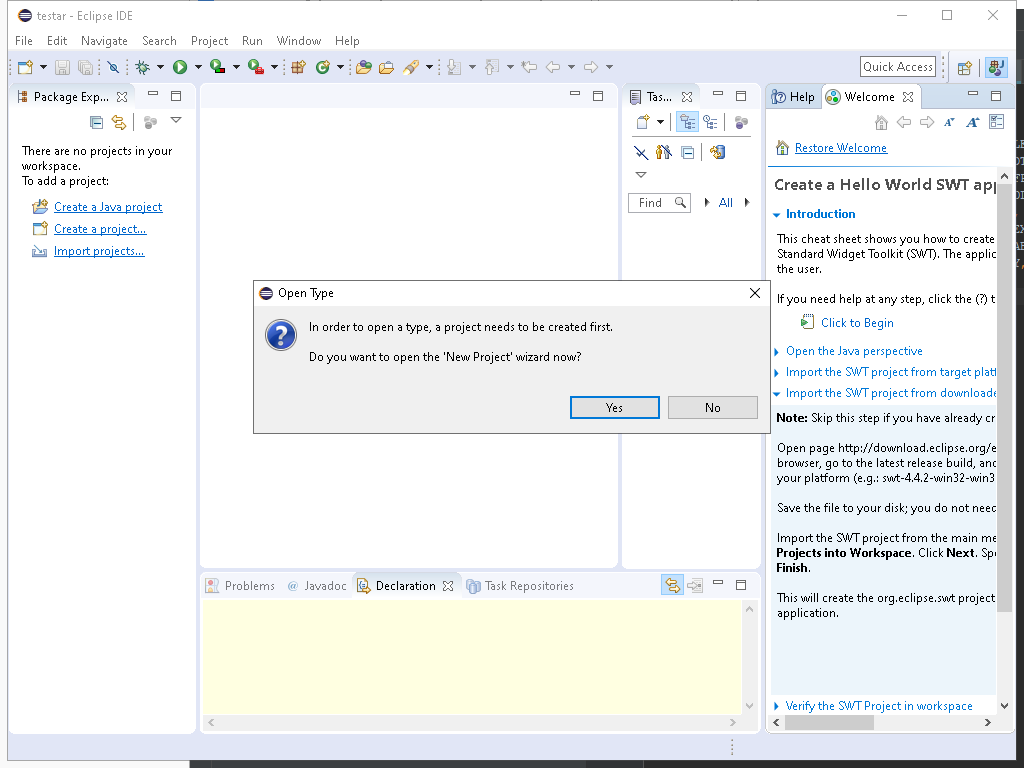 testar - Eclipse IDE
File Edit Navigate Search Project Run Window Help
Quick Access
Package Exp...
There are no projects in your
workspace.
To add a project:
Create a Java project
Create a project...
Import projects...
Tas...
Find
All
Help
Welcome
Restore Welcome
Create a Hello World SWT app
Introduction
This cheat sheet shows you how to create
Standard Widget Toolkit (SWT). The applic
the user.
If you need help at any step, click the (?) t
Click to Begin
Open the Java perspective
Import the SWT project from target platf
Import the SWT project from downloade
Note: Skip this step if you have already cr
Open page http://download.eclipse.org/e
browser, go to the latest release build, and
your platform (e.g.: swt-4.4.2-win32-win3
Save the file to your disk; you do not need
Import the SWT project from the main me
Projects into Workspace. Click Next. Spe
Finish.
This will create the org.eclipse.swt project
application.
Verify the SWT Project in workspace
Open Type
In order to open a type, a project needs to be created first.
Do you want to open the 'New Project' wizard now?
Yes
No
Problems
@ Javadoc
Declaration
Task Repositories